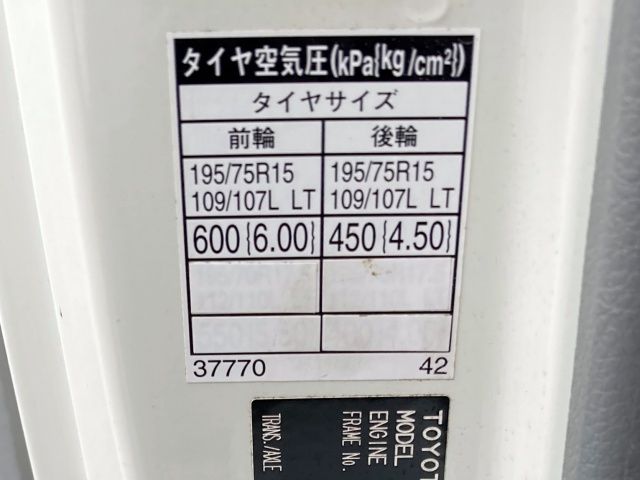 タイヤ空気圧(kPa{kg/cm²})
タイヤサイズ
前輪 後輪
195/75R15 195/75R15
109/107L LT 109/107L LT
600{6.00} 450{4.50}
37770 42
TOYOT
MODEL
ENGINE
FRAME No.
TRANS./AXLE